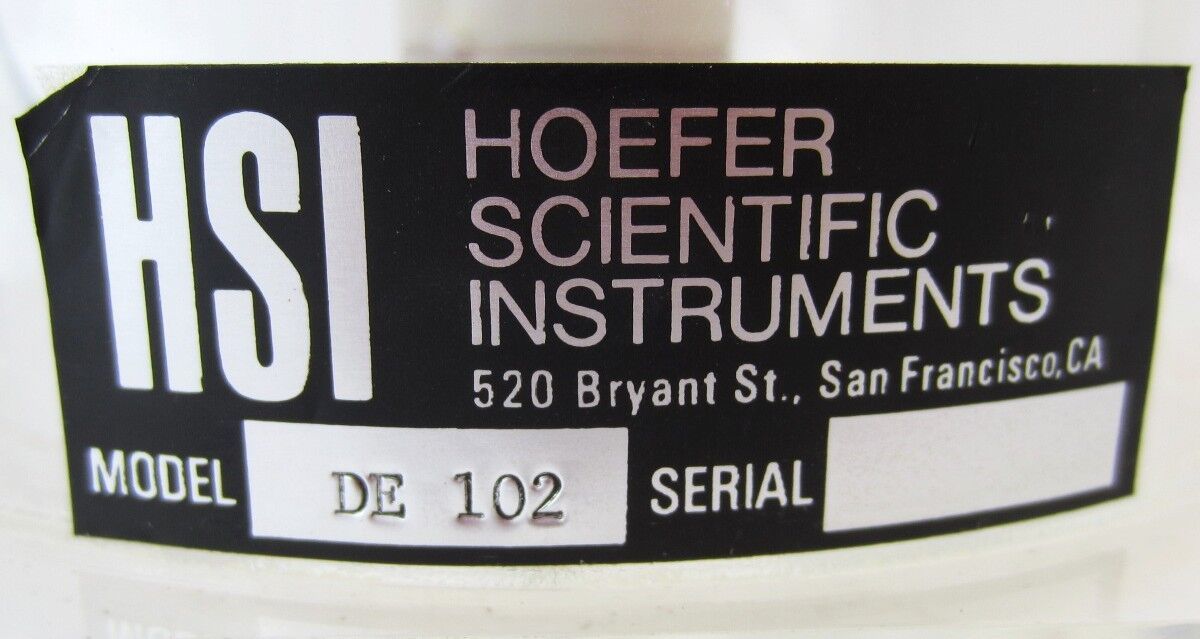 HSI
HOEFER
SCIENTIFIC
INSTRUMENTS
520 Bryant St., San Francisco, CA
MODEL DE 102 SERIAL